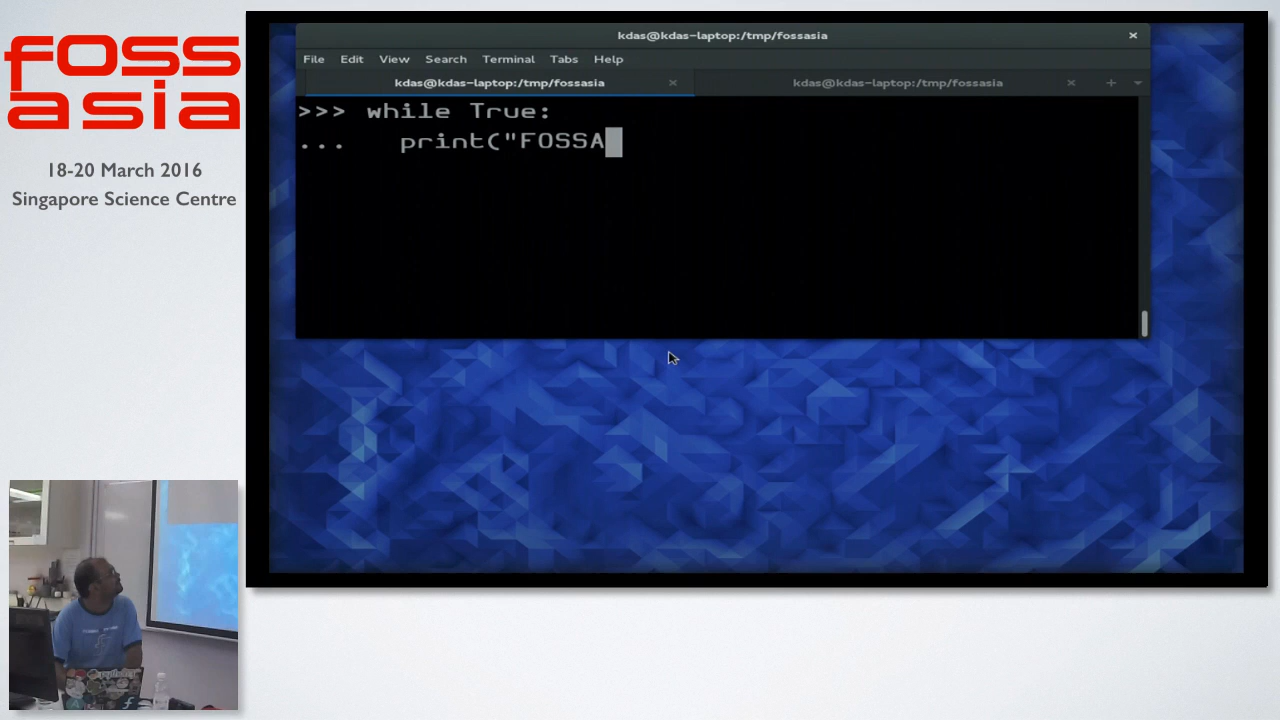 foss
asia
18-20 March 2016
Singapore Science Centre
kdas@kdas-laptop:/tmp/fossasia
File Edit View Search Terminal Tabs Help
kdas@kdas-laptop:/tmp/fossasia
kdas@kdas-laptop:/tmp/fossasia
>>> while True:
... print("FOSSA